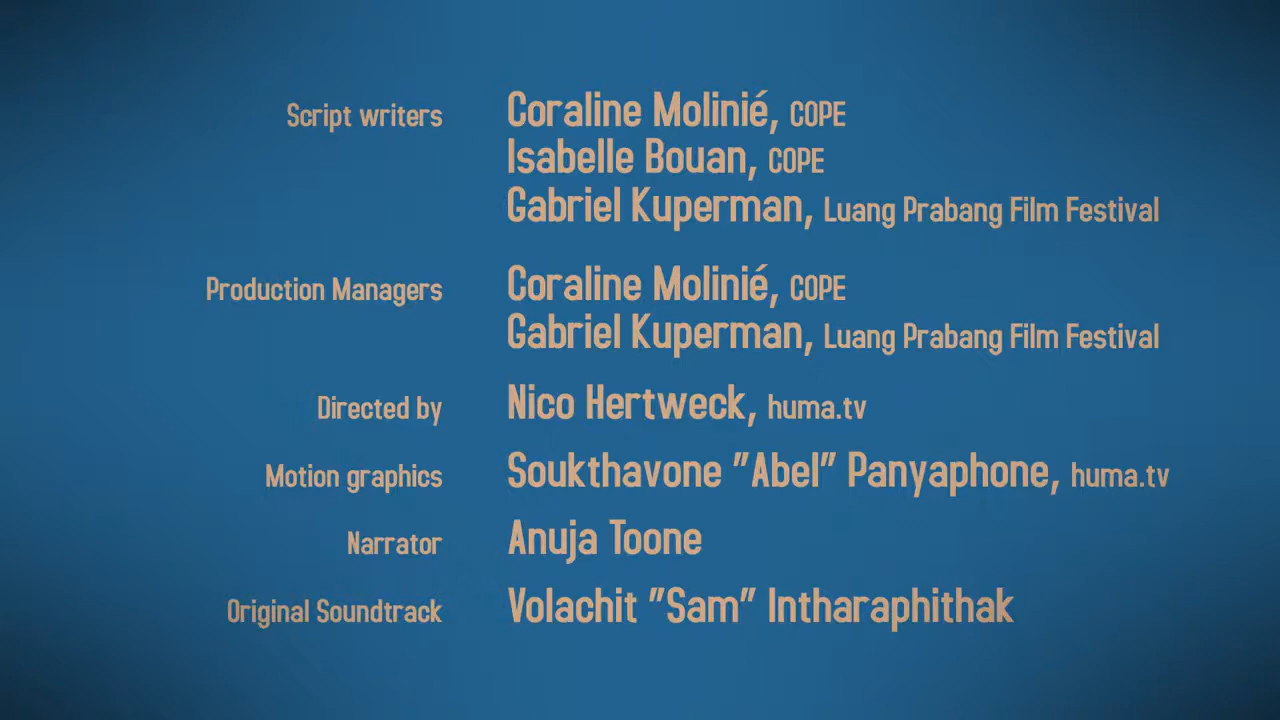 Script writers Coraline Molinié, COPE
Isabelle Bouan, COPE
Gabriel Kuperman, Luang Prabang Film Festival
Production Managers Coraline Molinié, COPE
Gabriel Kuperman, Luang Prabang Film Festival
Directed by Nico Hertweck, huma.tv
Motion graphics Soukthavone "Abel" Panyaphone, huma.tv
Narrator Anuja Toone
Original Soundtrack Volachit "Sam" Intharaphithak